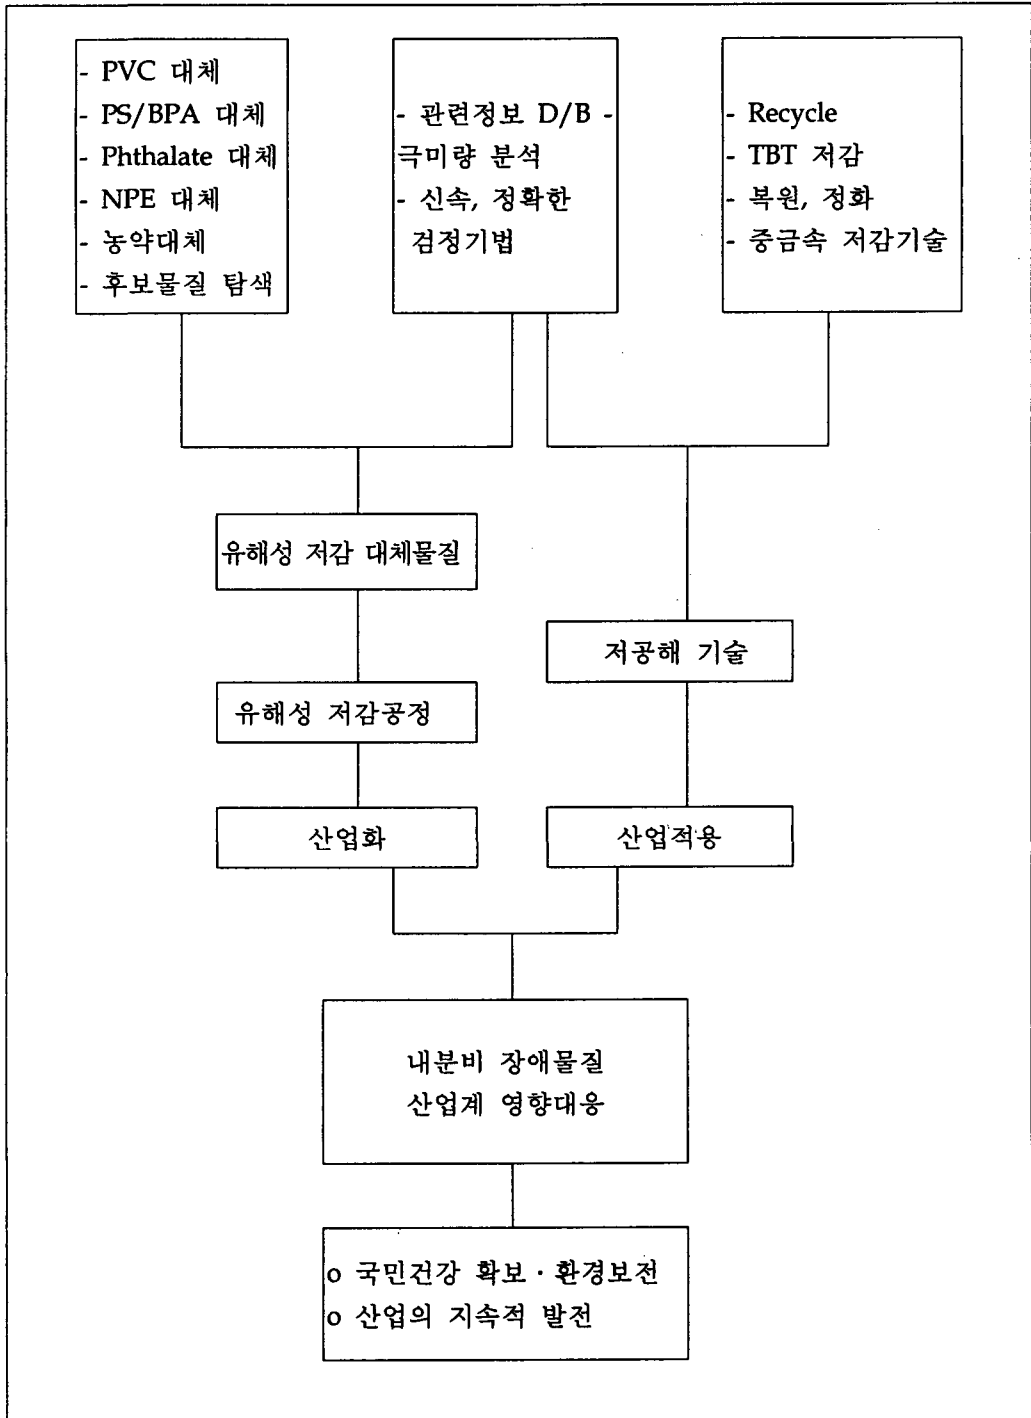 - PVC 대체
- PS/BPA 대체
- Phthalate 대체
- NPE 대체
- 농약대체
- 후보물질 탐색
- 관련정보 D/B -
극미량 분석
- 신속, 정확한
검정기법
- Recycle
- TBT 저감
- 복원, 정화
- 중금속 저감기술
유해성 저감 대체물질
저공해 기술
유해성 저감공정
산업화
산업적용
내분비 장애물질
산업계 영향대응
o 국민건강 확보 · 환경보전
o 산업의 지속적 발전